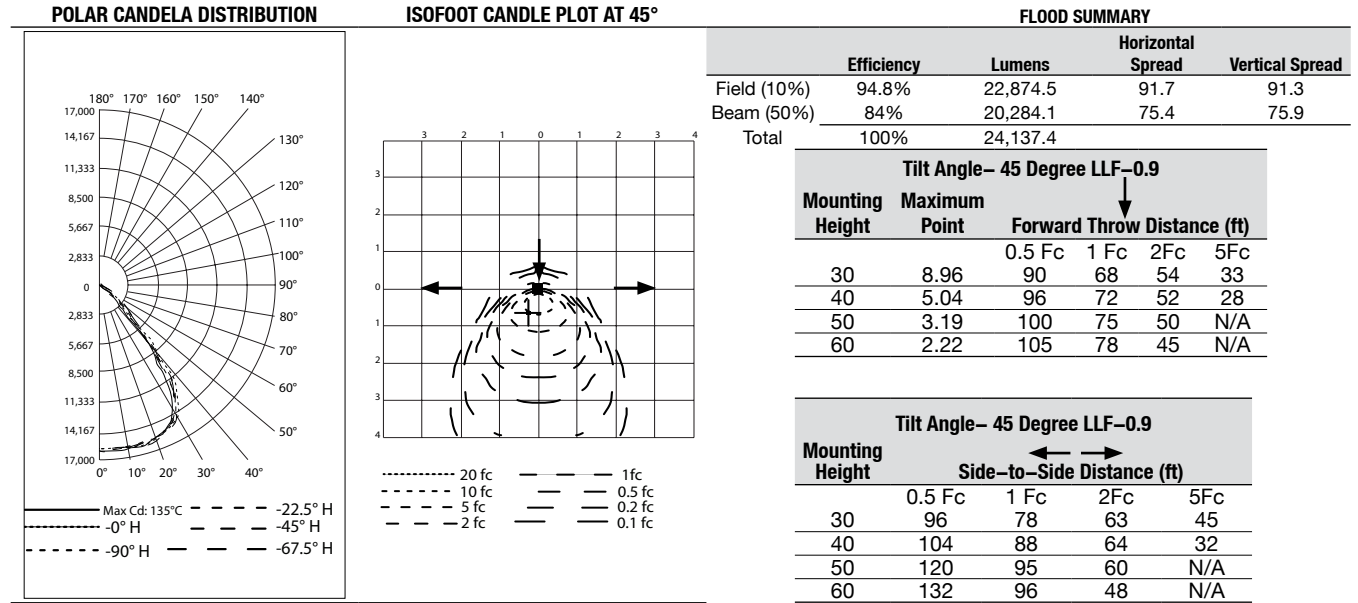 POLAR CANDELA DISTRIBUTION
180° 170° 160° 150° 140°
17,000
14,167
130°
11,333
120°
8,500
110°
5,667
100°
2,833
0
90°
2,833
80°
5,667
70°
8,500
60°
11,333
50°
14,167
17,000
0° 10° 20° 30° 40°
Max Cd: 135°C
-22.5° H
-0° H
-45° H
-90° H
-67.5° H
ISOFOOT CANDLE PLOT AT 45°
3 2 1 0 1 2 3 4
3
2
1
0
1
2
3
4
20 fc
1fc
10 fc
0.5 fc
5 fc
0.2 fc
2 fc
0.1 fc
FLOOD SUMMARY
Efficiency Lumens Horizontal Spread Vertical Spread
Field (10%) 94.8% 22,874.5 91.7 91.3
Beam (50%) 84% 20,284.1 75.4 75.9
Total 100% 24,137.4
Tilt Angle– 45 Degree LLF–0.9
Mounting Height Maximum Point Forward Throw Distance (ft)
0.5 Fc 1 Fc 2Fc 5Fc
30 8.96 90 68 54 33
40 5.04 96 72 52 28
50 3.19 100 75 50 N/A
60 2.22 105 78 45 N/A
Tilt Angle– 45 Degree LLF–0.9
Mounting Height Side–to–Side Distance (ft)
0.5 Fc 1 Fc 2Fc 5Fc
30 96 78 63 45
40 104 88 64 32
50 120 95 60 N/A
60 132 96 48 N/A